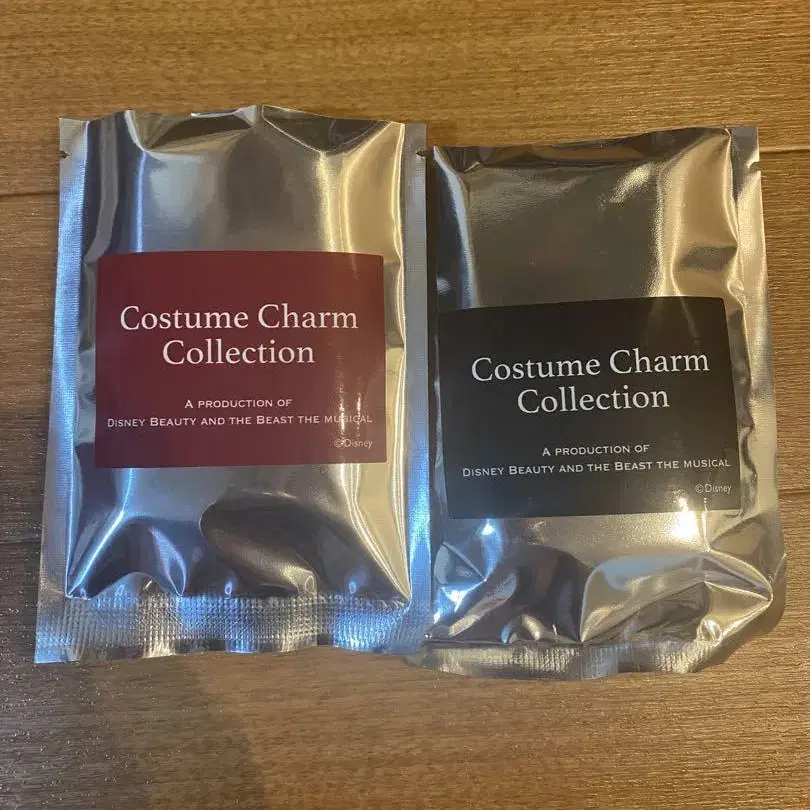 Costume Charm
Collection
A PRODUCTION OF
DISNEY BEAUTY AND THE BEAST THE MUSICAL
©Disney
Costume Charm
Collection
A PRODUCTION OF
DISNEY BEAUTY AND THE BEAST THE MUSICAL
©Disney